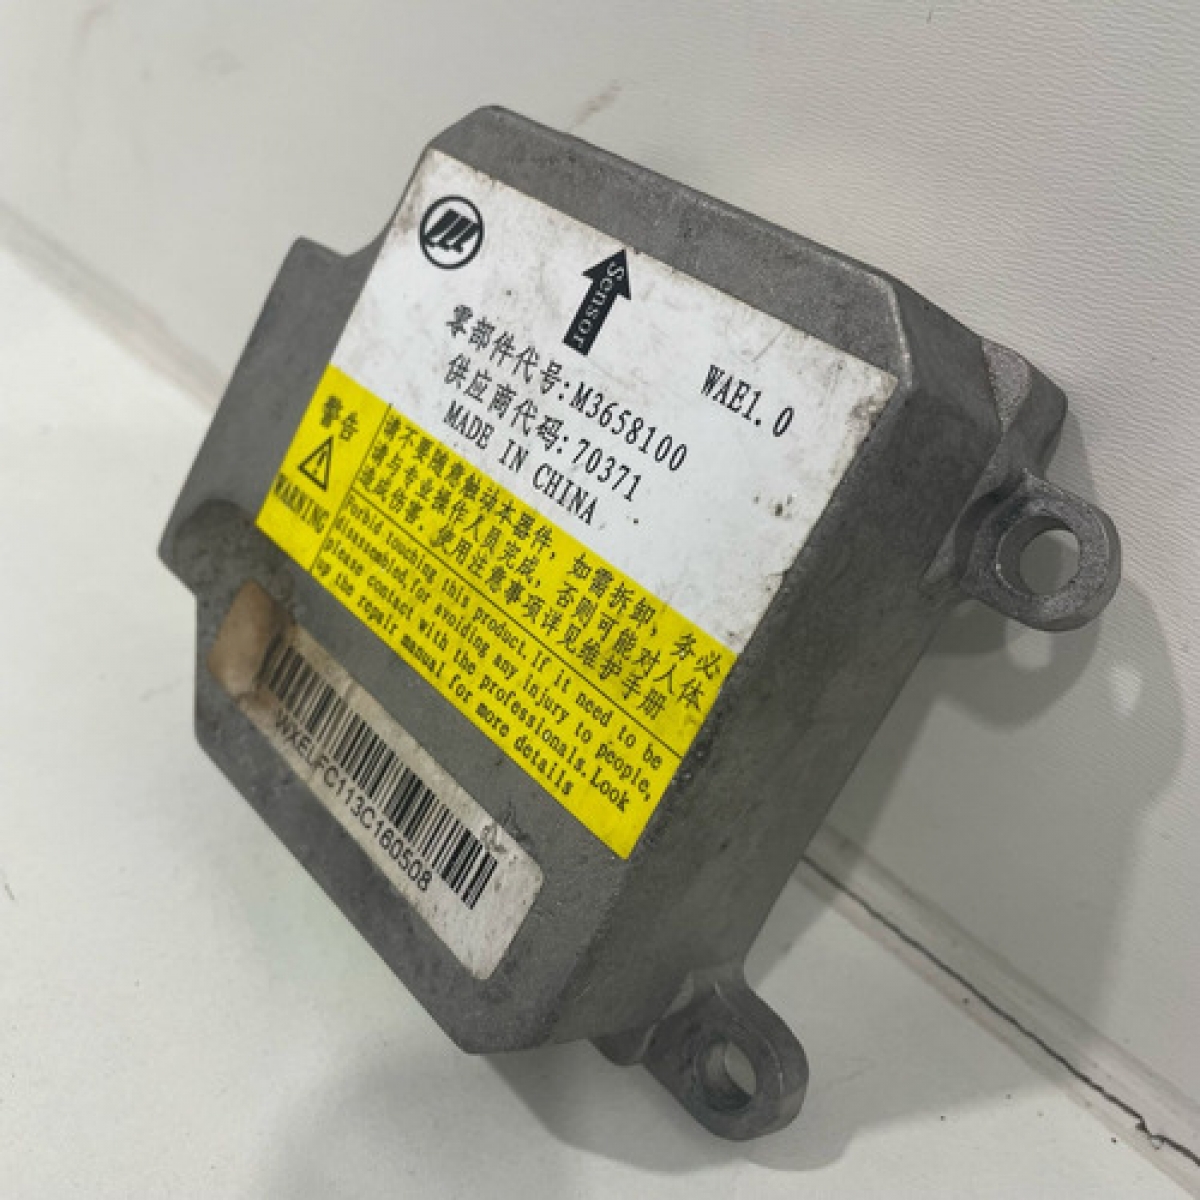 Sensor
WAE1.0
零部件代号:M3658100
供应商代码:70371
MADE IN CHINA
警告
WARNING
请不要随意触动本器件，如需拆卸，务必
请与专业操作人员完成，否则可能对人体
造成伤害，使用注意事项详见维护手册
Forbid touching this product,if it need to be
disassembled,for avoiding any injury to people,
please contact with the professionals.Look
up the repair manual for more details
WXELFC113C160508